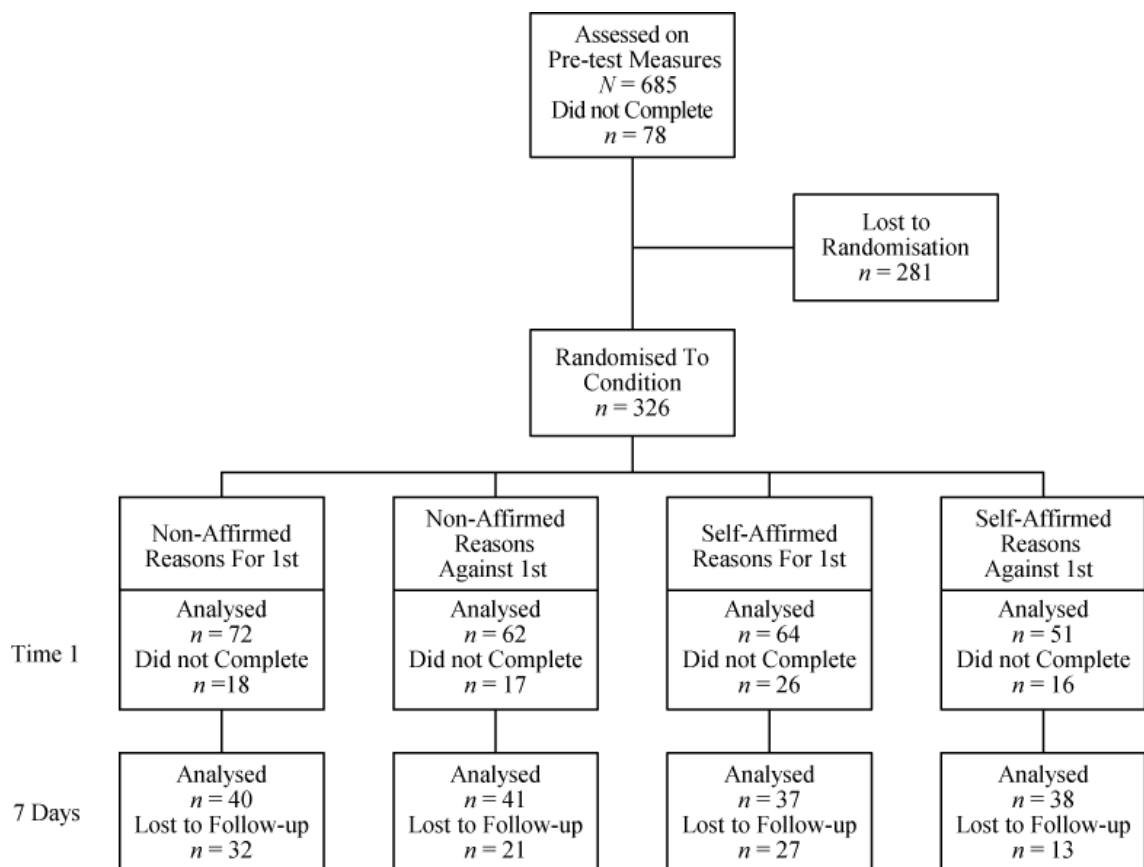 Assessed on
Pre-test Measures
N = 685
Did not Complete
n = 78
Lost to
Randomisation
n = 281
Randomised To
Condition
n = 326
Non-Affirmed
Reasons For 1st
Non-Affirmed
Reasons
Against 1st
Self-Affirmed
Reasons For 1st
Self-Affirmed
Reasons
Against 1st
Time 1
Analysed
n = 72
Did not Complete
n =18
Analysed
n = 62
Did not Complete
n = 17
Analysed
n = 64
Did not Complete
n = 26
Analysed
n = 51
Did not Complete
n = 16
7 Days
Analysed
n = 40
Lost to Follow-up
n = 32
Analysed
n = 41
Lost to Follow-up
n = 21
Analysed
n = 37
Lost to Follow-up
n = 27
Analysed
n = 38
Lost to Follow-up
n = 13